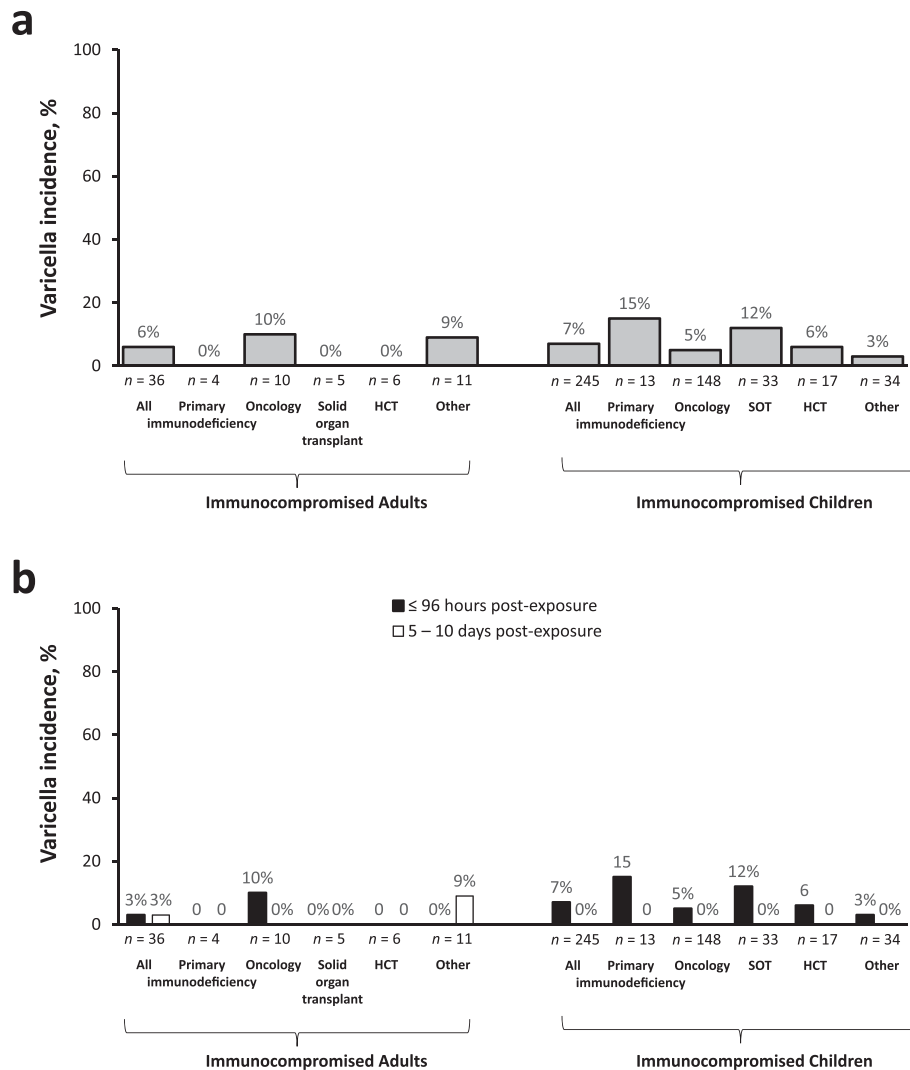 a
Varicella incidence, %
100
80
60
40
20
0
6%
0%
10%
0%
0%
9%
7%
15%
5%
12%
6%
3%
n = 36
n = 4
n = 10
n = 5
n = 6
n = 11
n = 245
n = 13
n = 148
n = 33
n = 17
n = 34
All
Primary
immunodeficiency
Oncology
Solid
organ
transplant
HCT
Other
All
Primary
immunodeficiency
Oncology
SOT
HCT
Other
Immunocompromised Adults
Immunocompromised Children
b
≤ 96 hours post-exposure
5 – 10 days post-exposure
Varicella incidence, %
100
80
60
40
20
0
3% 3%
0 0
10% 0%
0% 0%
0 0
0% 9%
7% 0%
15 0
5% 0%
12% 0%
6 0
3% 0%
n = 36
n = 4
n = 10
n = 5
n = 6
n = 11
n = 245
n = 13
n = 148
n = 33
n = 17
n = 34
All
Primary
immunodeficiency
Oncology
Solid
organ
transplant
HCT
Other
All
Primary
immunodeficiency
Oncology
SOT
HCT
Other
Immunocompromised Adults
Immunocompromised Children